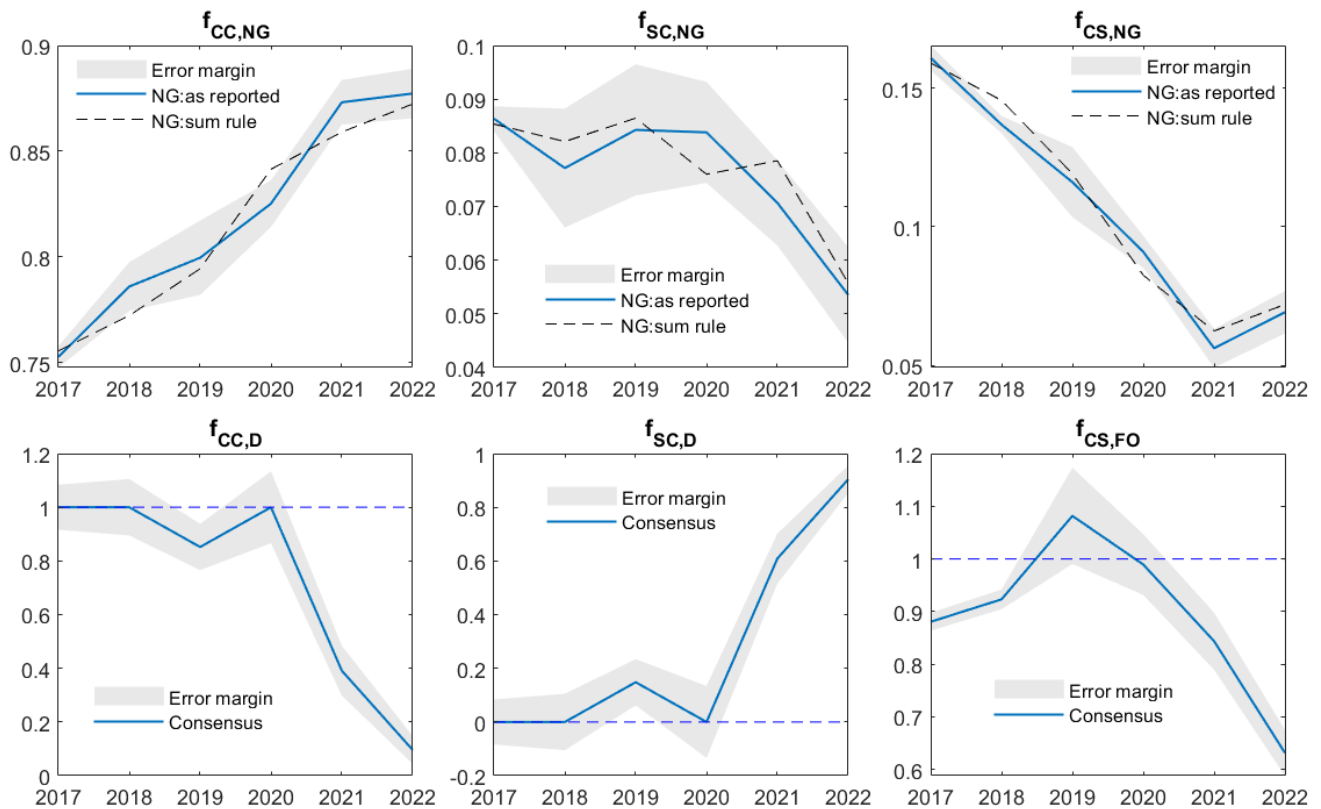 f_CC,NG
0.9
0.85
0.8
0.75
2017 2018 2019 2020 2021 2022
Error margin
NG:as reported
NG:sum rule
f_SC,NG
0.1
0.09
0.08
0.07
0.06
0.05
0.04
2017 2018 2019 2020 2021 2022
Error margin
NG:as reported
NG:sum rule
f_CS,NG
0.15
0.1
0.05
2017 2018 2019 2020 2021 2022
Error margin
NG:as reported
NG:sum rule
f_CC,D
1.2
1
0.8
0.6
0.4
0.2
0
2017 2018 2019 2020 2021 2022
Error margin
Consensus
f_SC,D
1
0.8
0.6
0.4
0.2
0
-0.2
2017 2018 2019 2020 2021 2022
Error margin
Consensus
f_CS,FO
1.2
1.1
1
0.9
0.8
0.7
0.6
2017 2018 2019 2020 2021 2022
Error margin
Consensus